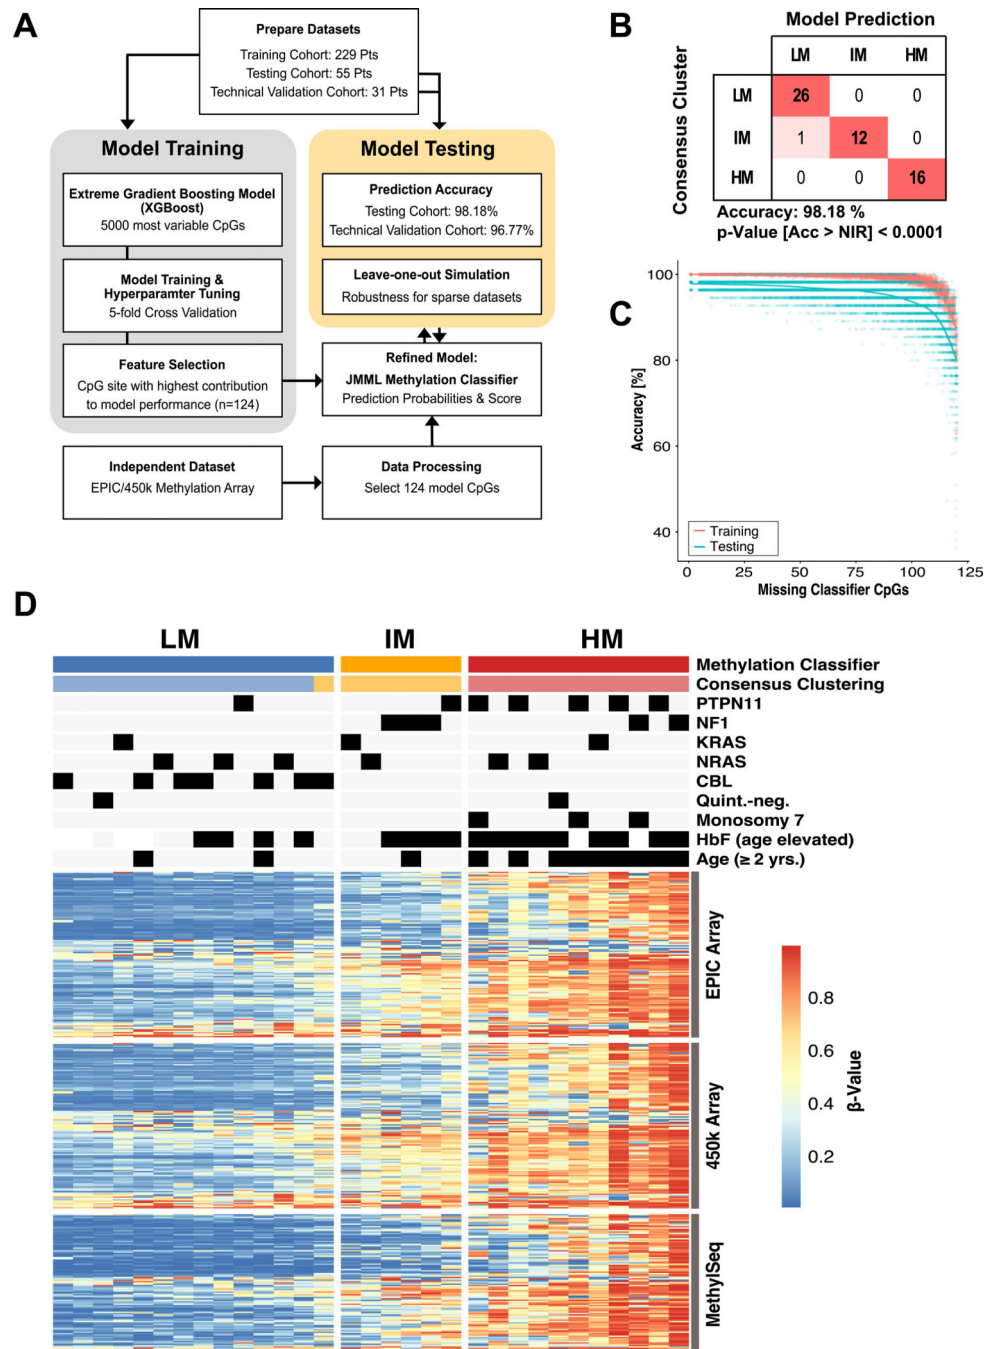 A
Prepare Datasets
Training Cohort: 229 Pts
Testing Cohort: 55 Pts
Technical Validation Cohort: 31 Pts
Model Training
Extreme Gradient Boosting Model
(XGBoost)
5000 most variable CpGs
Model Training &
Hyperparamter Tuning
5-fold Cross Validation
Feature Selection
CpG site with highest contribution
to model performance (n=124)
Model Testing
Prediction Accuracy
Testing Cohort: 98.18%
Technical Validation Cohort: 96.77%
Leave-one-out Simulation
Robustness for sparse datasets
Refined Model:
JMML Methylation Classifier
Prediction Probabilities & Score
Independent Dataset
EPIC/450k Methylation Array
Data Processing
Select 124 model CpGs
B
Model Prediction
Consensus Cluster
LM IM HM
LM 26 0 0
IM 1 12 0
HM 0 0 16
Accuracy: 98.18 %
p-Value [Acc > NIR] < 0.0001
C
Accuracy [%]
100
80
60
40
Training
Testing
0 25 50 75 100 125
Missing Classifier CpGs
D
LM IM HM
Methylation Classifier
Consensus Clustering
PTPN11
NF1
KRAS
NRAS
CBL
Quint.-neg.
Monosomy 7
HbF (age elevated)
Age (≥ 2 yrs.)
EPIC Array
450k Array
MethylSeq
0.8
0.6
0.4
0.2
β-Value